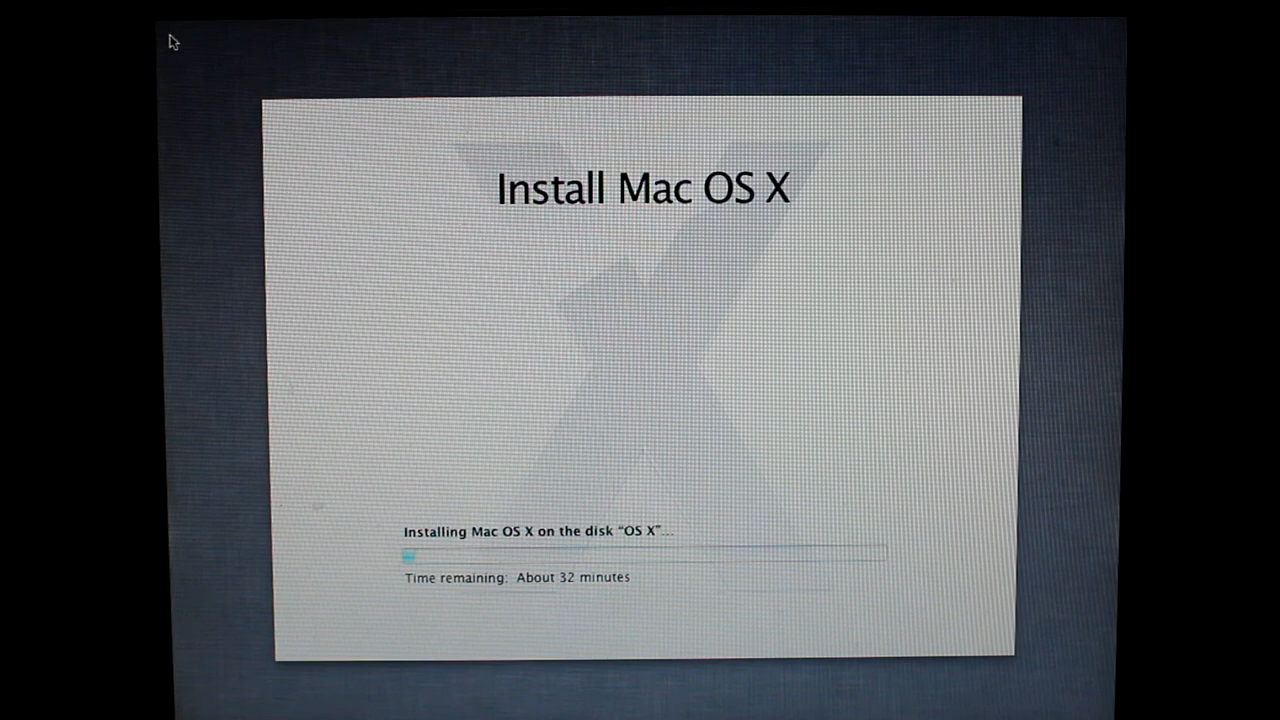 Install Mac OS X
Installing Mac OS X on the disk “OS X”...
Time remaining: About 32 minutes